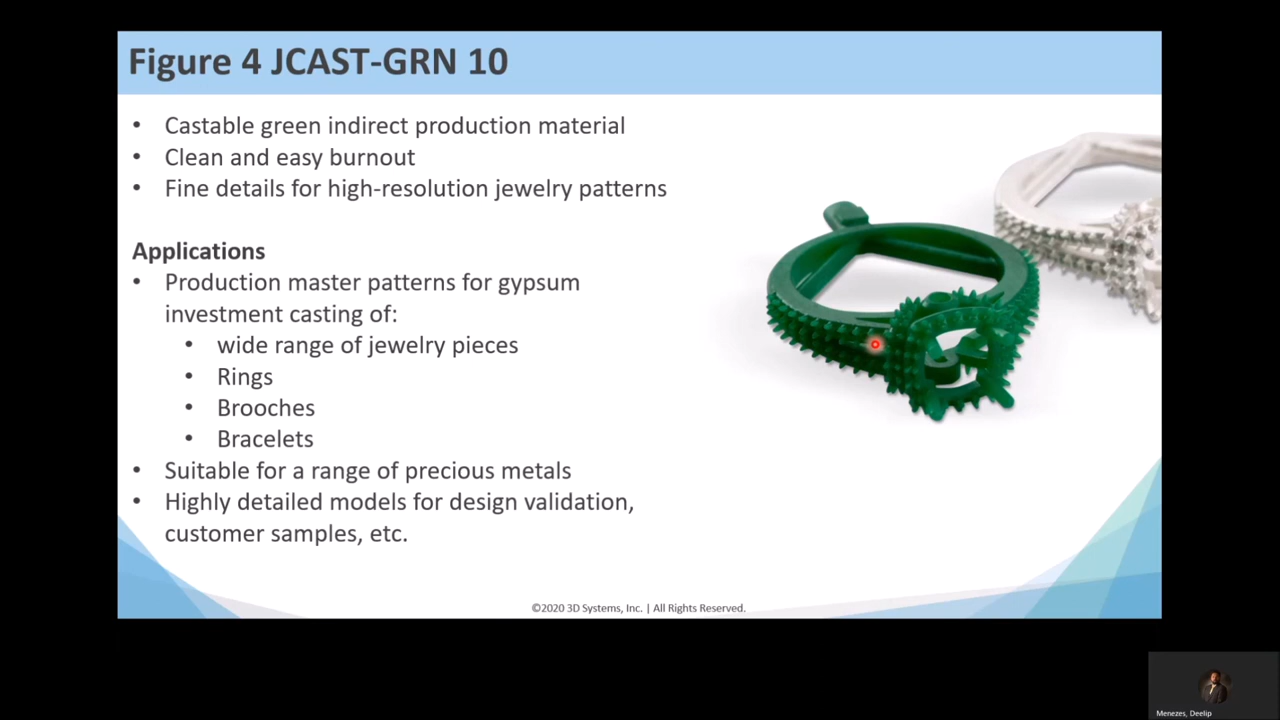 Figure 4 JCAST-GRN 10
• Castable green indirect production material
• Clean and easy burnout
• Fine details for high-resolution jewelry patterns
Applications
• Production master patterns for gypsum
investment casting of:
• wide range of jewelry pieces
• Rings
• Brooches
• Bracelets
• Suitable for a range of precious metals
• Highly detailed models for design validation,
customer samples, etc.
©2020 3D Systems, Inc. | All Rights Reserved.
Menezes, Deelip